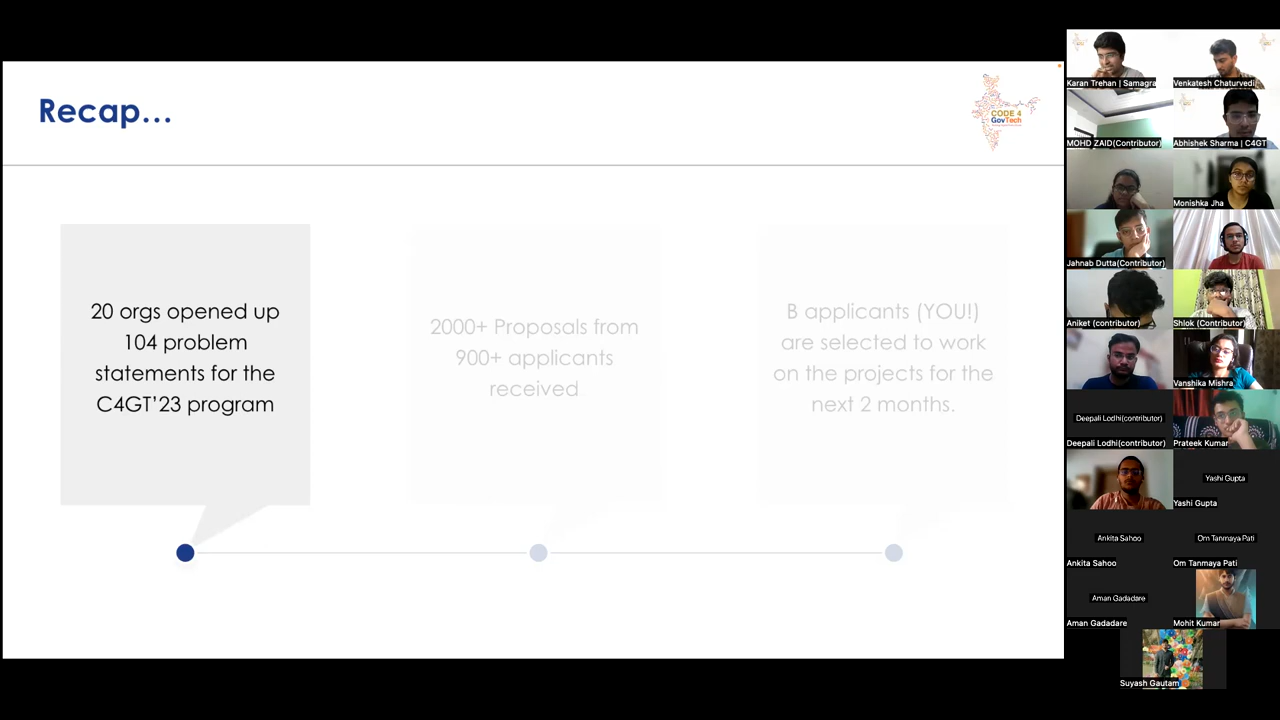 Recap...
CODE 4
GovTech
20 orgs opened up
104 problem
statements for the
C4GT'23 program
2000+ Proposals from
900+ applicants
received
B applicants (YOU!)
are selected to work
on the projects for the
next 2 months.
Karan Trehan | Samagra
Venkatesh Chaturvedi
MOHD ZAID(Contributor)
Abhishek Sharma | C4GT
Monishka Jha
Jahnab Dutta(Contributor)
Aniket (contributor)
Shlok (Contributor)
Vanshika Mishra
Deepali Lodhi(contributor)
Deepali Lodhi(contributor)
Prateek Kumar
Yashi Gupta
Yashi Gupta
Ankita Sahoo
Om Tanmaya Pati
Ankita Sahoo
Om Tanmaya Pati
Aman Gadadare
Aman Gadadare
Mohit Kumar
Suyash Gautam